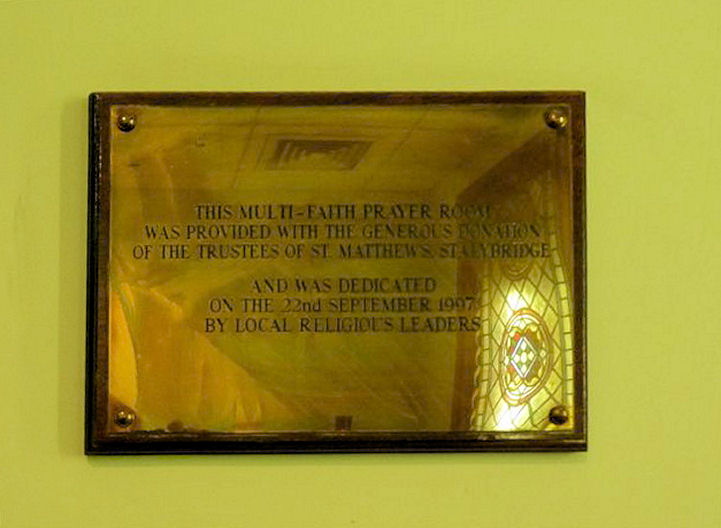 THIS MULTI-FAITH PRAYER ROOM
WAS PROVIDED WITH THE GENEROUS DONATION
OF THE TRUSTEES OF ST. MATTHEWS, STALYBRIDGE
AND WAS DEDICATED
ON THE 22nd SEPTEMBER 1997
BY LOCAL RELIGIOUS LEADERS